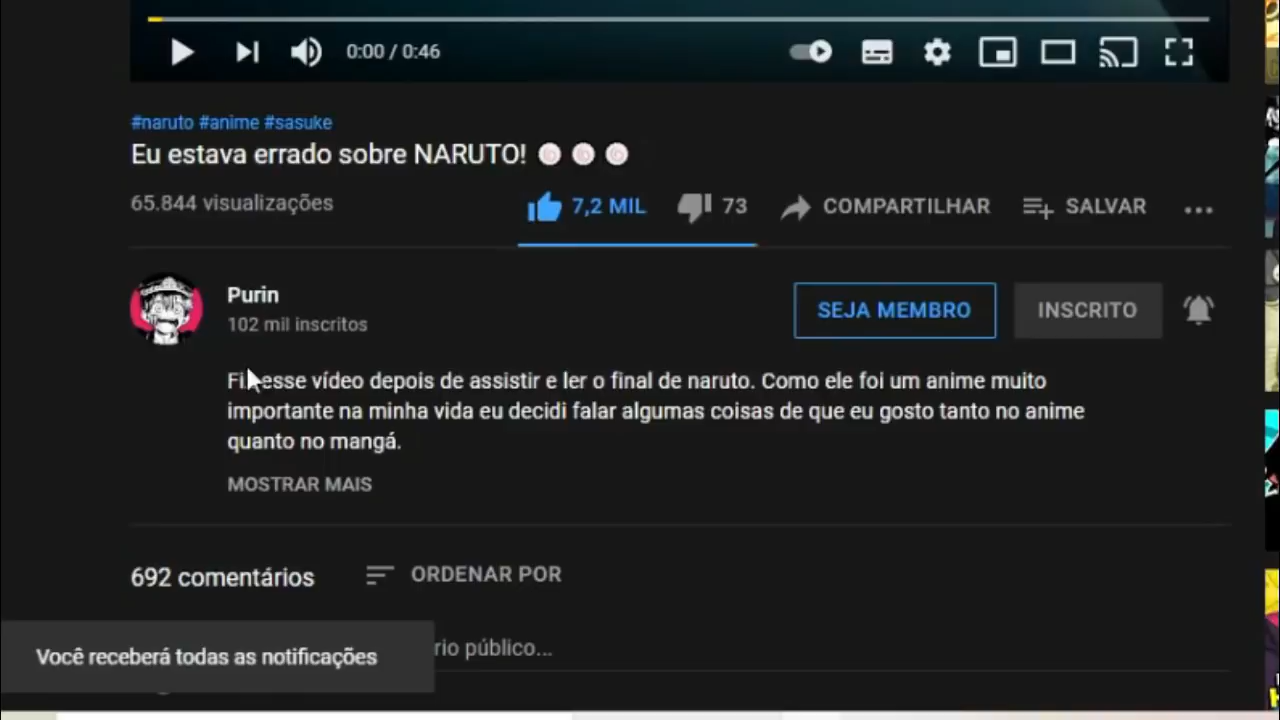 0:00 / 0:46
#naruto #anime #sasuke
Eu estava errado sobre NARUTO! 🍥 🍥 🍥
65.844 visualizações
7,2 MIL
73
COMPARTILHAR
SALVAR
Purin
102 mil inscritos
SEJA MEMBRO
INSCRITO
esse vídeo depois de assistir e ler o final de naruto. Como ele foi um anime muito
importante na minha vida eu decidi falar algumas coisas de que eu gosto tanto no anime
quanto no mangá.
MOSTRAR MAIS
692 comentários
ORDENAR POR
público...
Você receberá todas as notificações